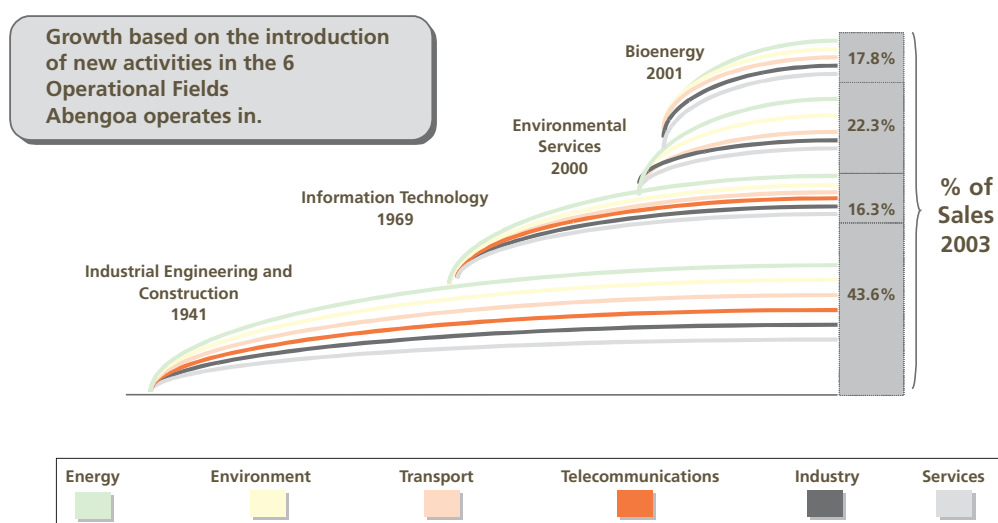 Growth based on the introduction
of new activities in the 6
Operational Fields
Abengoa operates in.
Bioenergy
2001
17.8%
Environmental
Services
2000
22.3%
Information Technology
1969
16.3%
% of
Sales
2003
Industrial Engineering and
Construction
1941
43.6%
Energy
Environment
Transport
Telecommunications
Industry
Services